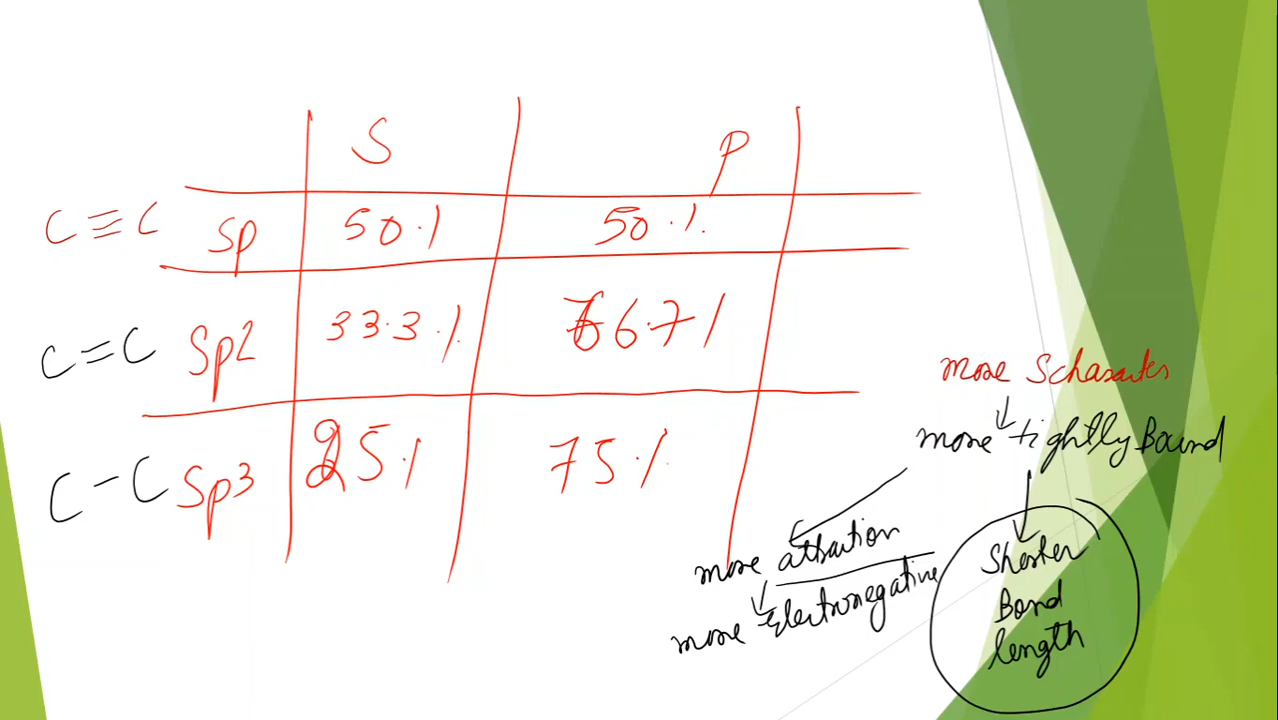 S P
C≡C sp 50% 50%
C=C Sp2 33.3% 66.7%
C-C Sp3 25% 75%
more S character
more tightly Bound
more attraction
more Electronegative
Shorter
Bond
length